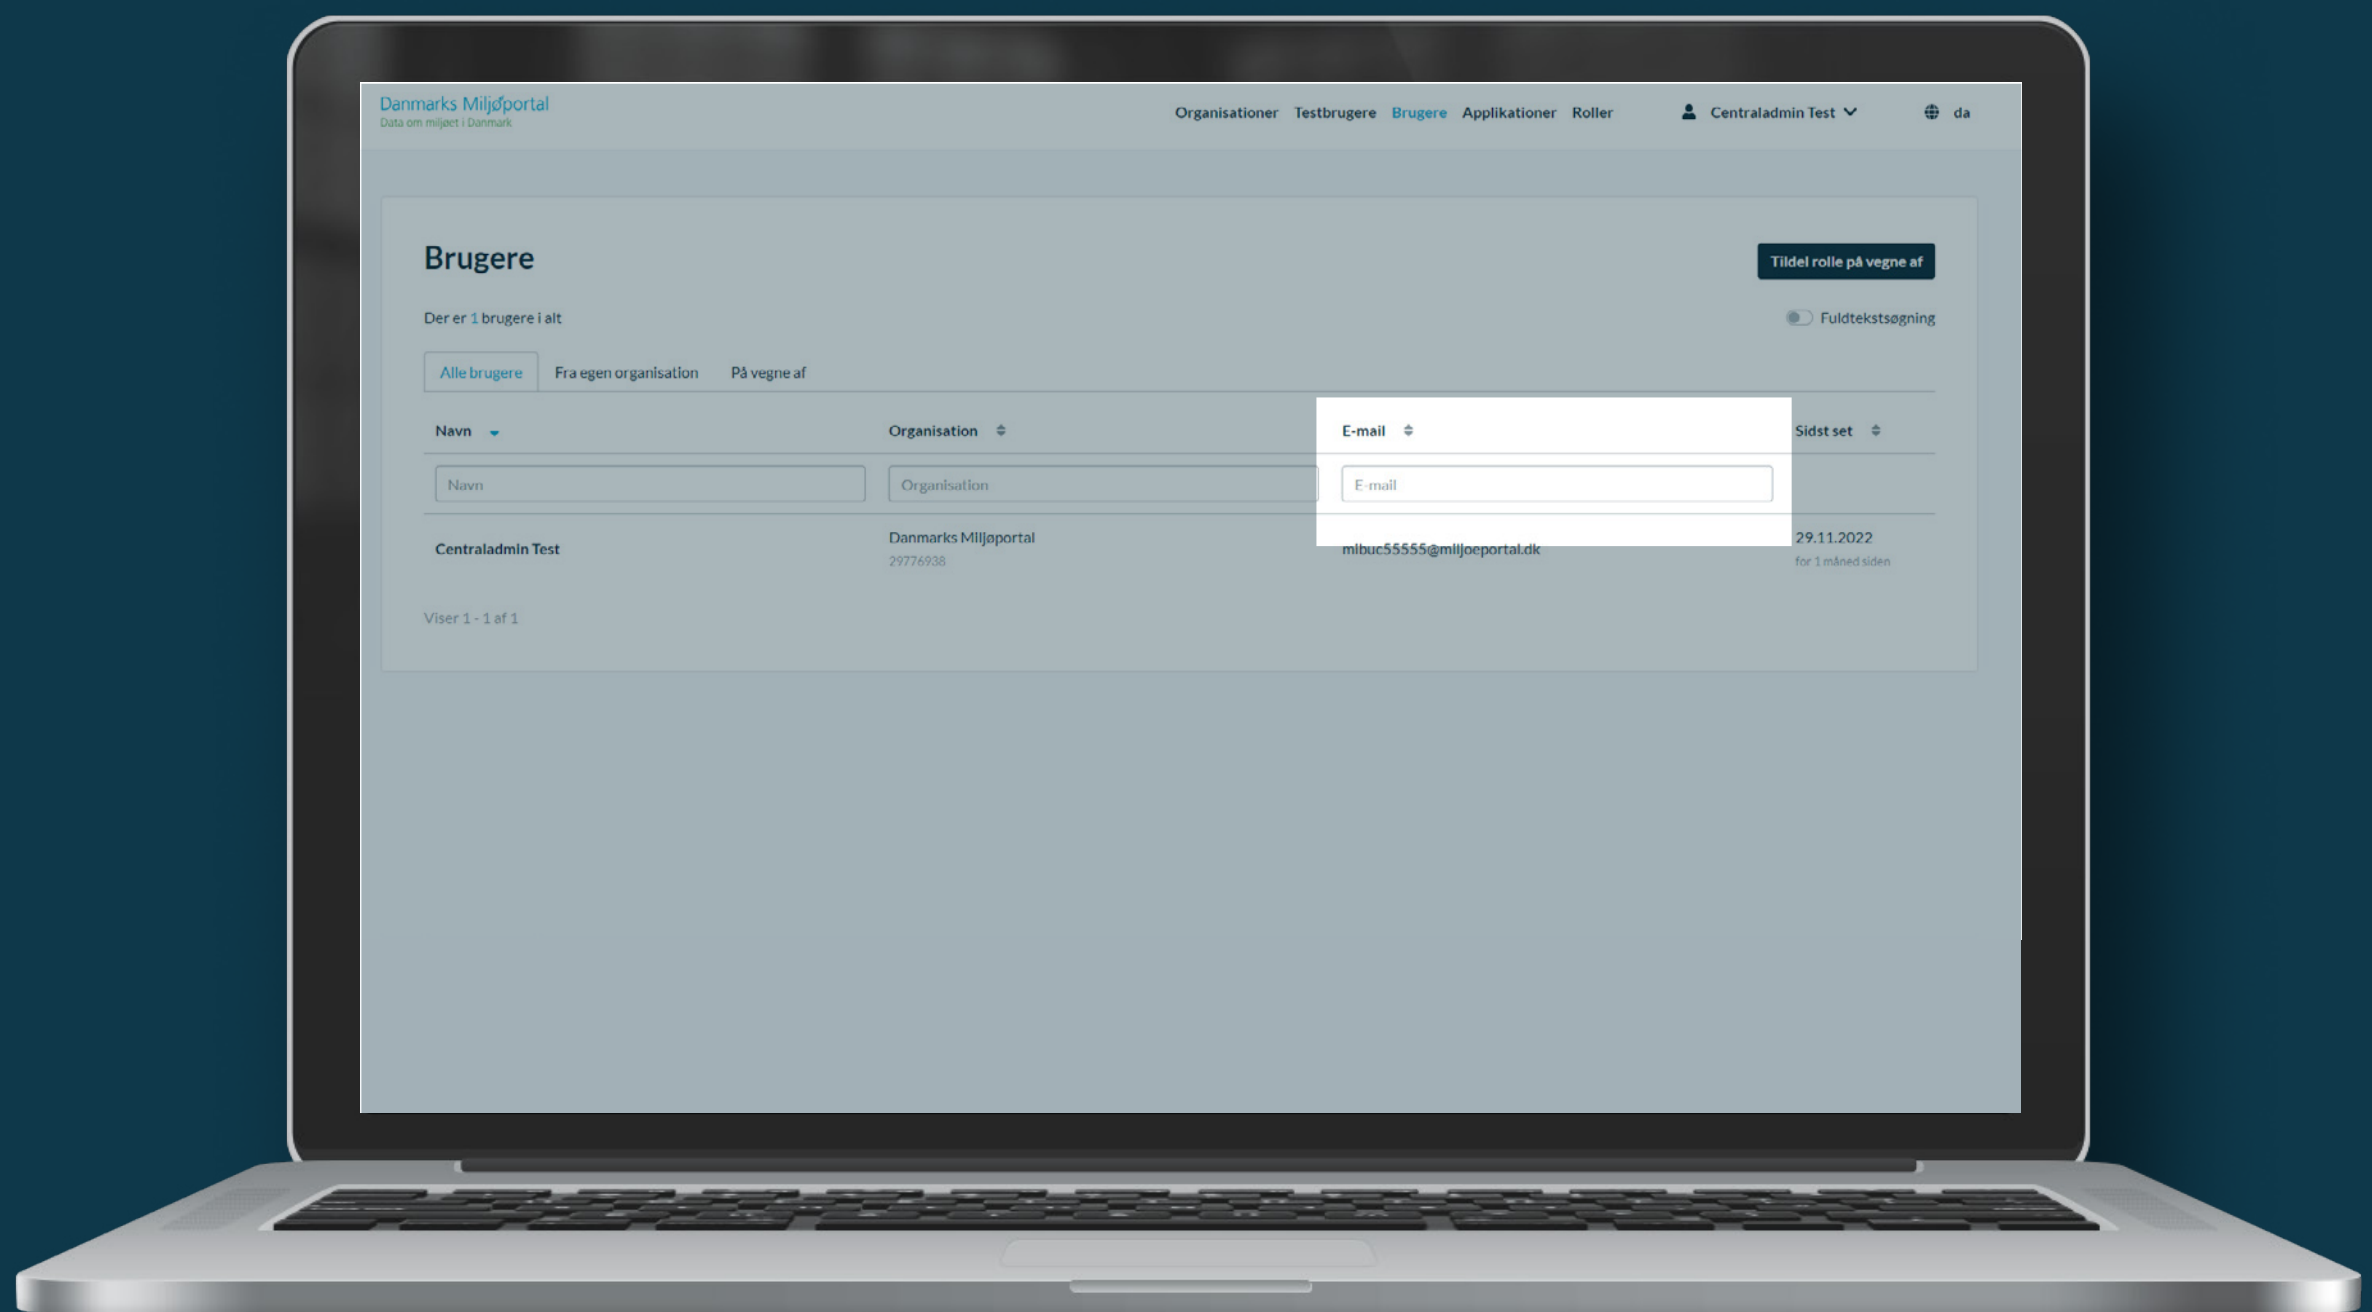 Danmarks Miljøportal
Data om miljøet i Danmark
Organisationer Testbrugere Brugere Applikationer Roller Centraladmin Test da
Brugere
Tildel rolle på vegne af
Der er 1 brugere i alt
Fuldtekstsøgning
Alle brugere Fra egen organisation På vegne af
Navn Organisation E-mail Sidst set
Navn Organisation E-mail
Centraladmin Test
Danmarks Miljøportal
29776938
mibuc55555@miljoeportal.dk
29.11.2022
for 1 måned siden
Viser 1 - 1 af 1